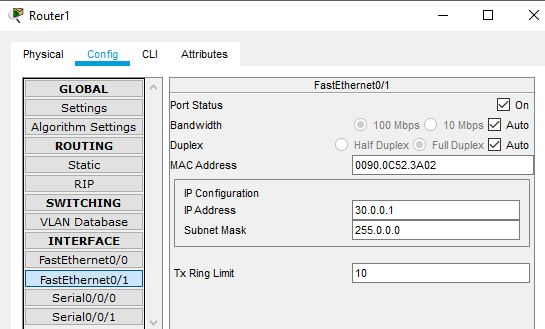 Router1
Physical Config CLI Attributes
GLOBAL
Settings
Algorithm Settings
ROUTING
Static
RIP
SWITCHING
VLAN Database
INTERFACE
FastEthernet0/0
FastEthernet0/1
Serial0/0/0
Serial0/0/1
FastEthernet0/1
Port Status On
Bandwidth 100 Mbps 10 Mbps Auto
Duplex Half Duplex Full Duplex Auto
MAC Address 0090.0C52.3A02
IP Configuration
IP Address 30.0.0.1
Subnet Mask 255.0.0.0
Tx Ring Limit 10